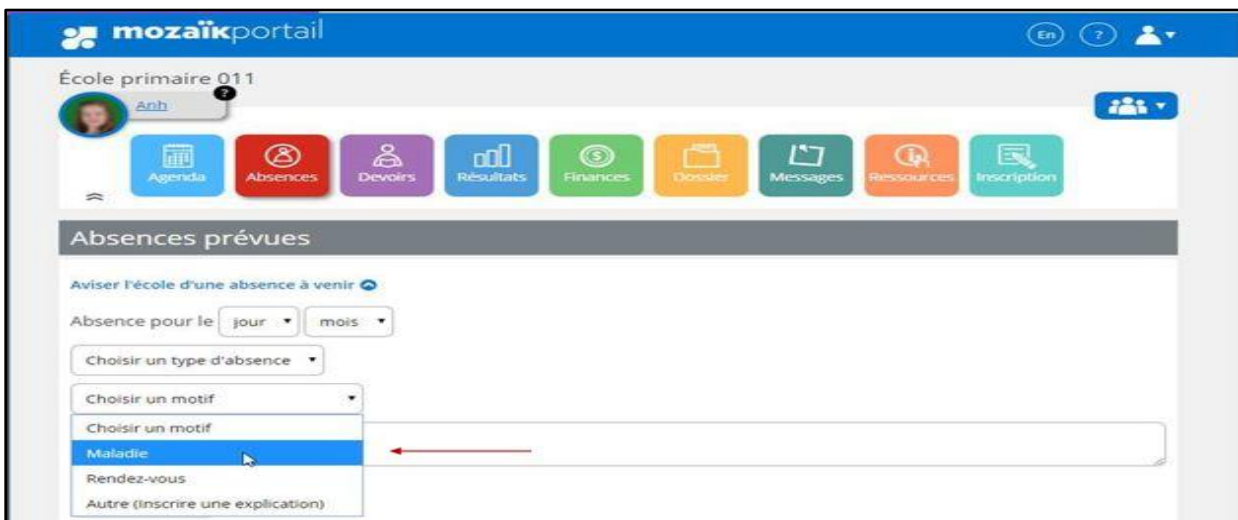 mozaïkportail
En ?
École primaire 011
Anh ?
Agenda Absences Devoirs Résultats Finances Dossier Messages Ressources Inscription
Absences prévues
Aviser l'école d'une absence à venir
Absence pour le jour mois
Choisir un type d'absence
Choisir un motif
Choisir un motif
Maladie
Rendez-vous
Autre (Inscrire une explication)